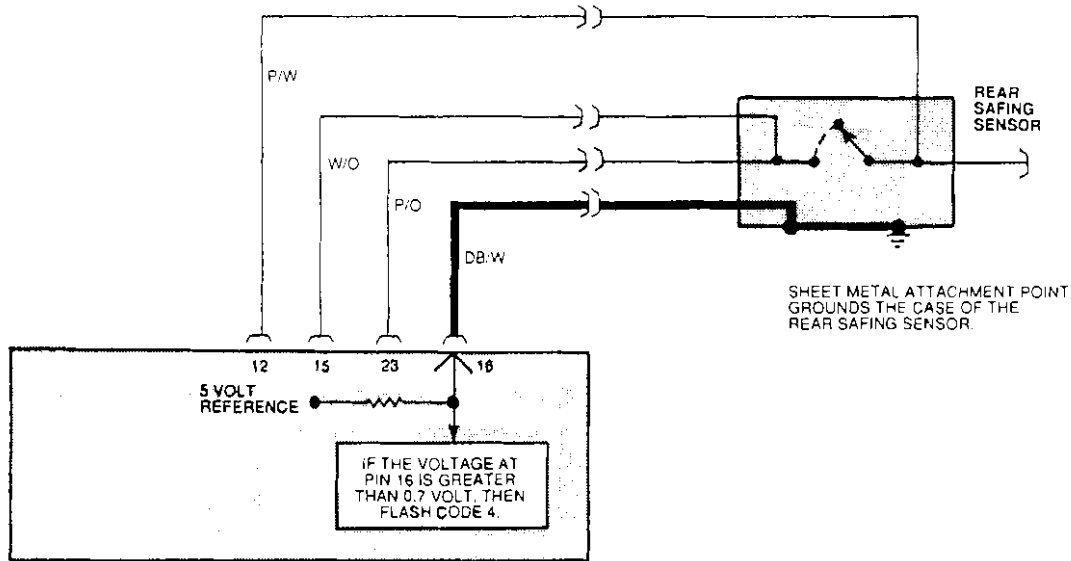 P/W
REAR
SAFING
SENSOR
W/O
P/O
DB/W
SHEET METAL ATTACHMENT POINT
GROUNDS THE CASE OF THE
REAR SAFING SENSOR.
12 15 23 16
5 VOLT
REFERENCE
IF THE VOLTAGE AT
PIN 16 IS GREATER
THAN 0.7 VOLT, THEN
FLASH CODE 4.